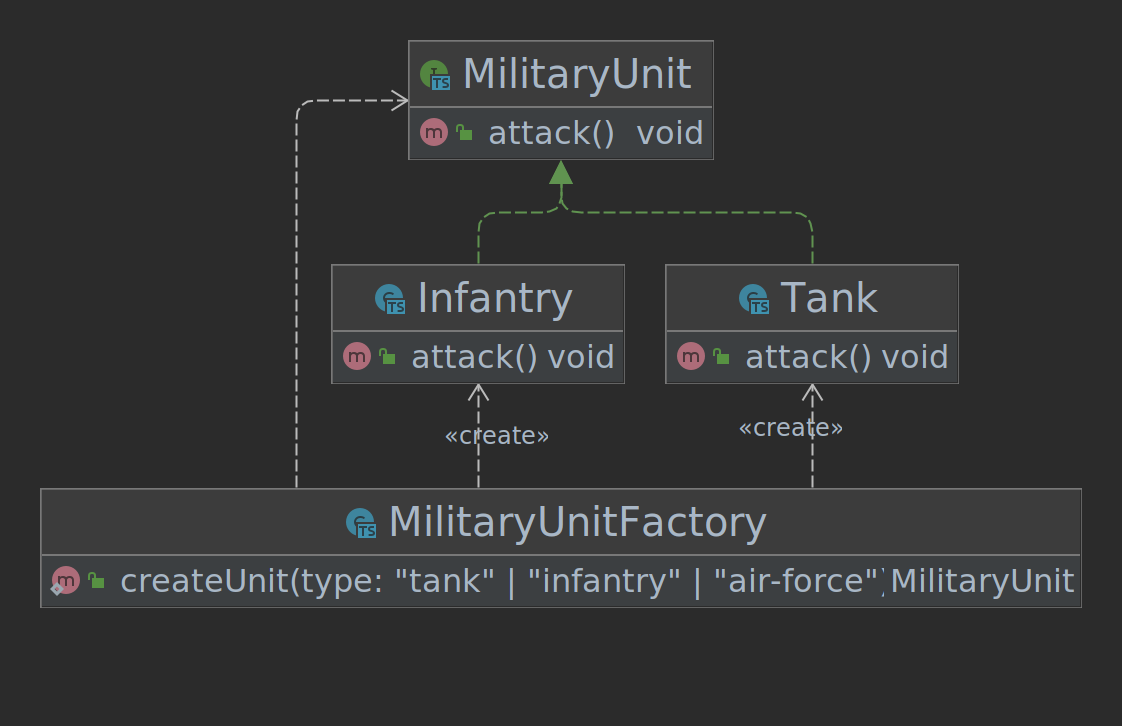 MilitaryUnit
attack() void
Infantry
attack() void
Tank
attack() void
«create»
«create»
MilitaryUnitFactory
createUnit(type: "tank" | "infantry" | "air-force") MilitaryUnit